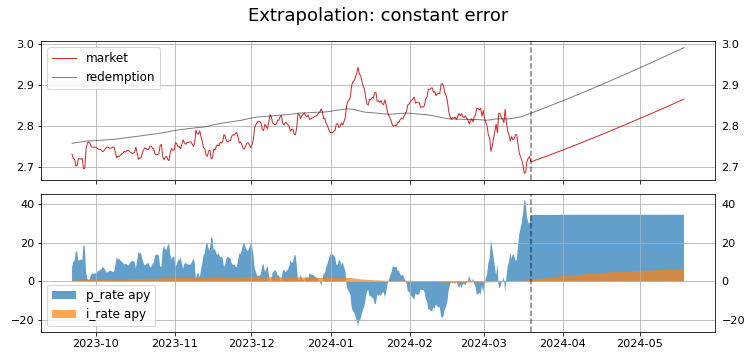 Extrapolation: constant error
3.0 3.0
market
redemption
2.9 2.9
2.8 2.8
2.7 2.7
40 40
20 20
0 0
p_rate apy
i_rate apy
−20 −20
2023-10 2023-11 2023-12 2024-01 2024-02 2024-03 2024-04 2024-05